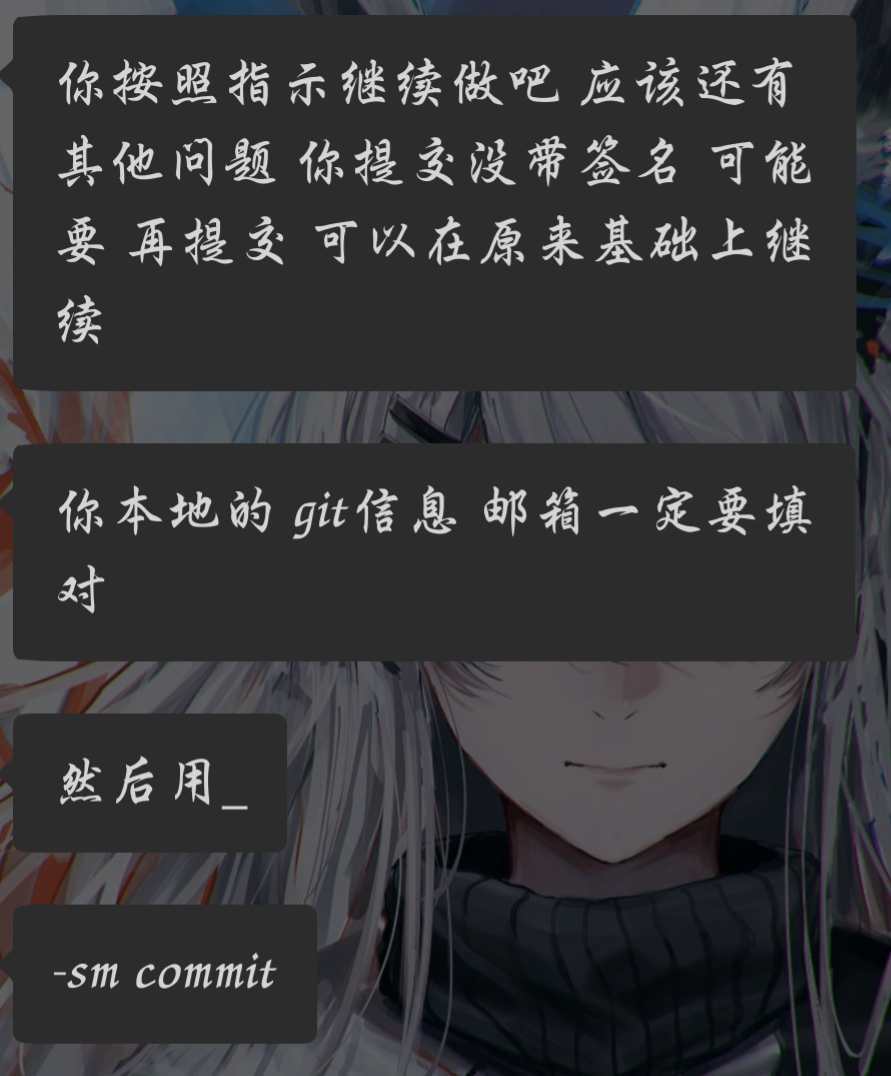 你按照指示继续做吧 应该还有
其他问题 你提交没带签名 可能
要 再提交 可以在原来基础上继
续
你本地的 git信息 邮箱一定要填
对
然后用_
-sm commit